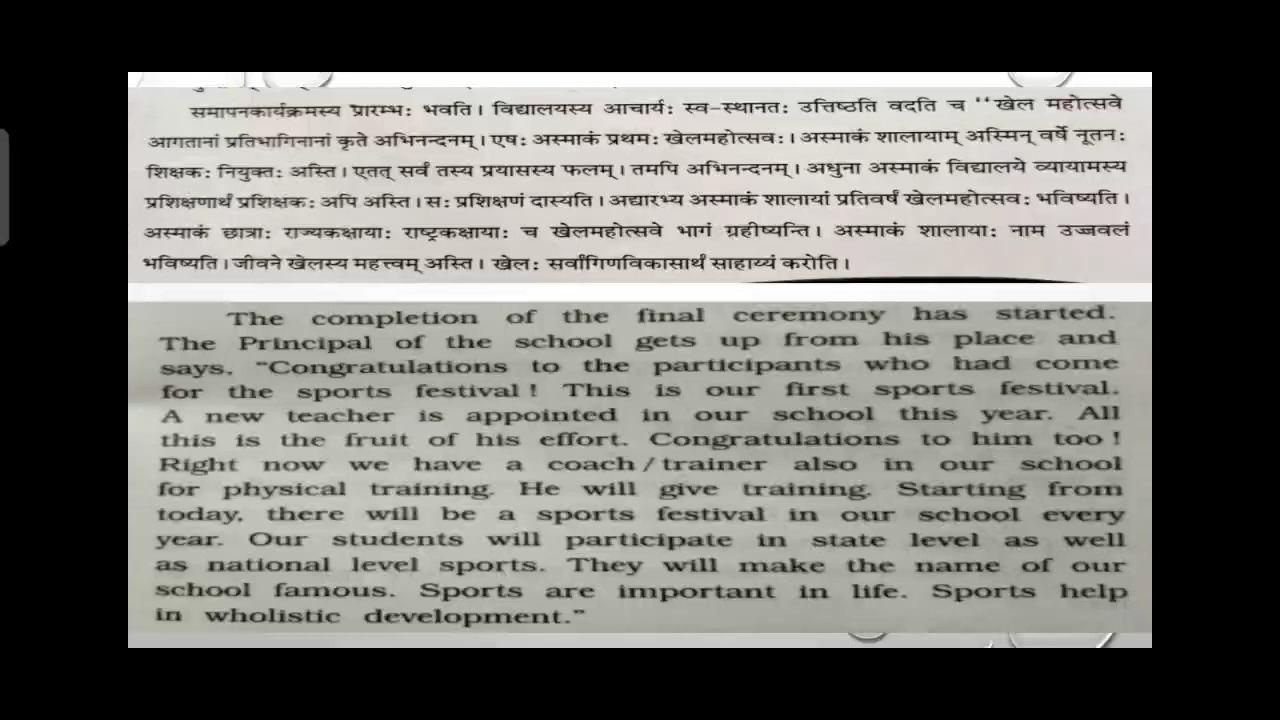 समापनकार्यक्रमस्य प्रारम्भः भवति। विद्यालयस्य आचार्यः स्व-स्थानतः उत्तिष्ठति वदति च ‘‘खेल महोत्सवे
आगतानां प्रतिभागिनानां कृते अभिनन्दनम्। एषः अस्माकं प्रथमः खेलमहोत्सवः। अस्माकं शालायाम् अस्मिन् वर्षे नूतनः
शिक्षकः नियुक्तः अस्ति। एतत् सर्वं तस्य प्रयासस्य फलम्। तमपि अभिनन्दनम्। अधुना अस्माकं विद्यालये व्यायामस्य
प्रशिक्षणार्थं प्रशिक्षकः अपि अस्ति। सः प्रशिक्षणं दास्यति। अद्यारभ्य अस्माकं शालायां प्रतिवर्षं खेलमहोत्सवः भविष्यति।
अस्माकं छात्राः राज्यकक्षायाः राष्ट्रकक्षायाः च खेलमहोत्सवे भागं ग्रहीष्यन्ति। अस्माकं शालायाः नाम उज्जवलं
भविष्यति। जीवने खेलस्य महत्त्वम् अस्ति। खेलः सर्वांगिणविकासार्थं साहाय्यं करोति।
The completion of the final ceremony has started.
The Principal of the school gets up from his place and
says, "Congratulations to the participants who had come
for the sports festival ! This is our first sports festival.
A new teacher is appointed in our school this year. All
this is the fruit of his effort. Congratulations to him too !
Right now we have a coach / trainer also in our school
for physical training. He will give training. Starting from
today, there will be a sports festival in our school every
year. Our students will participate in state level as well
as national level sports. They will make the name of our
school famous. Sports are important in life. Sports help
in wholistic development."